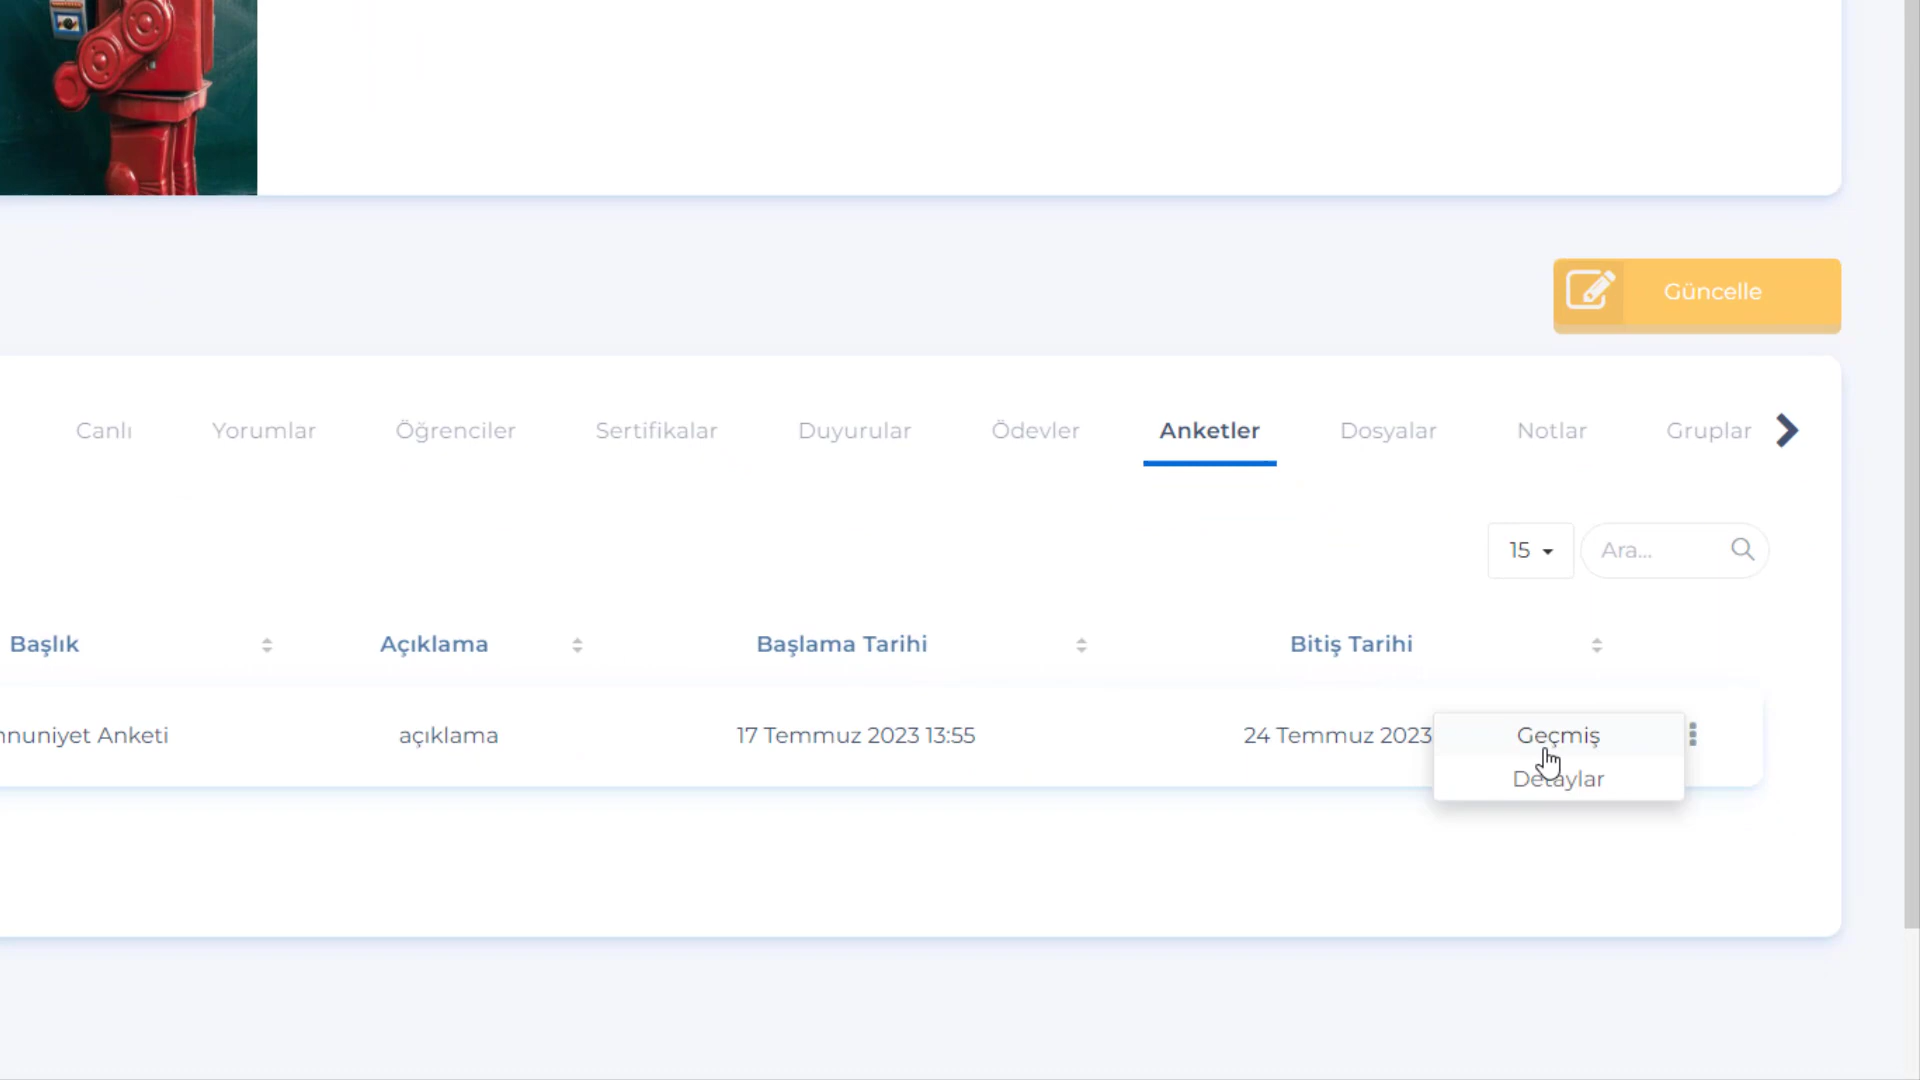 Güncelle
Canlı Yorumlar Öğrenciler Sertifikalar Duyurular Ödevler Anketler Dosyalar Notlar Gruplar
15 Ara...
Başlık Açıklama Başlama Tarihi Bitiş Tarihi
Anketi açıklama 17 Temmuz 2023 13:55 24 Temmuz 2023 Geçmiş
Detaylar